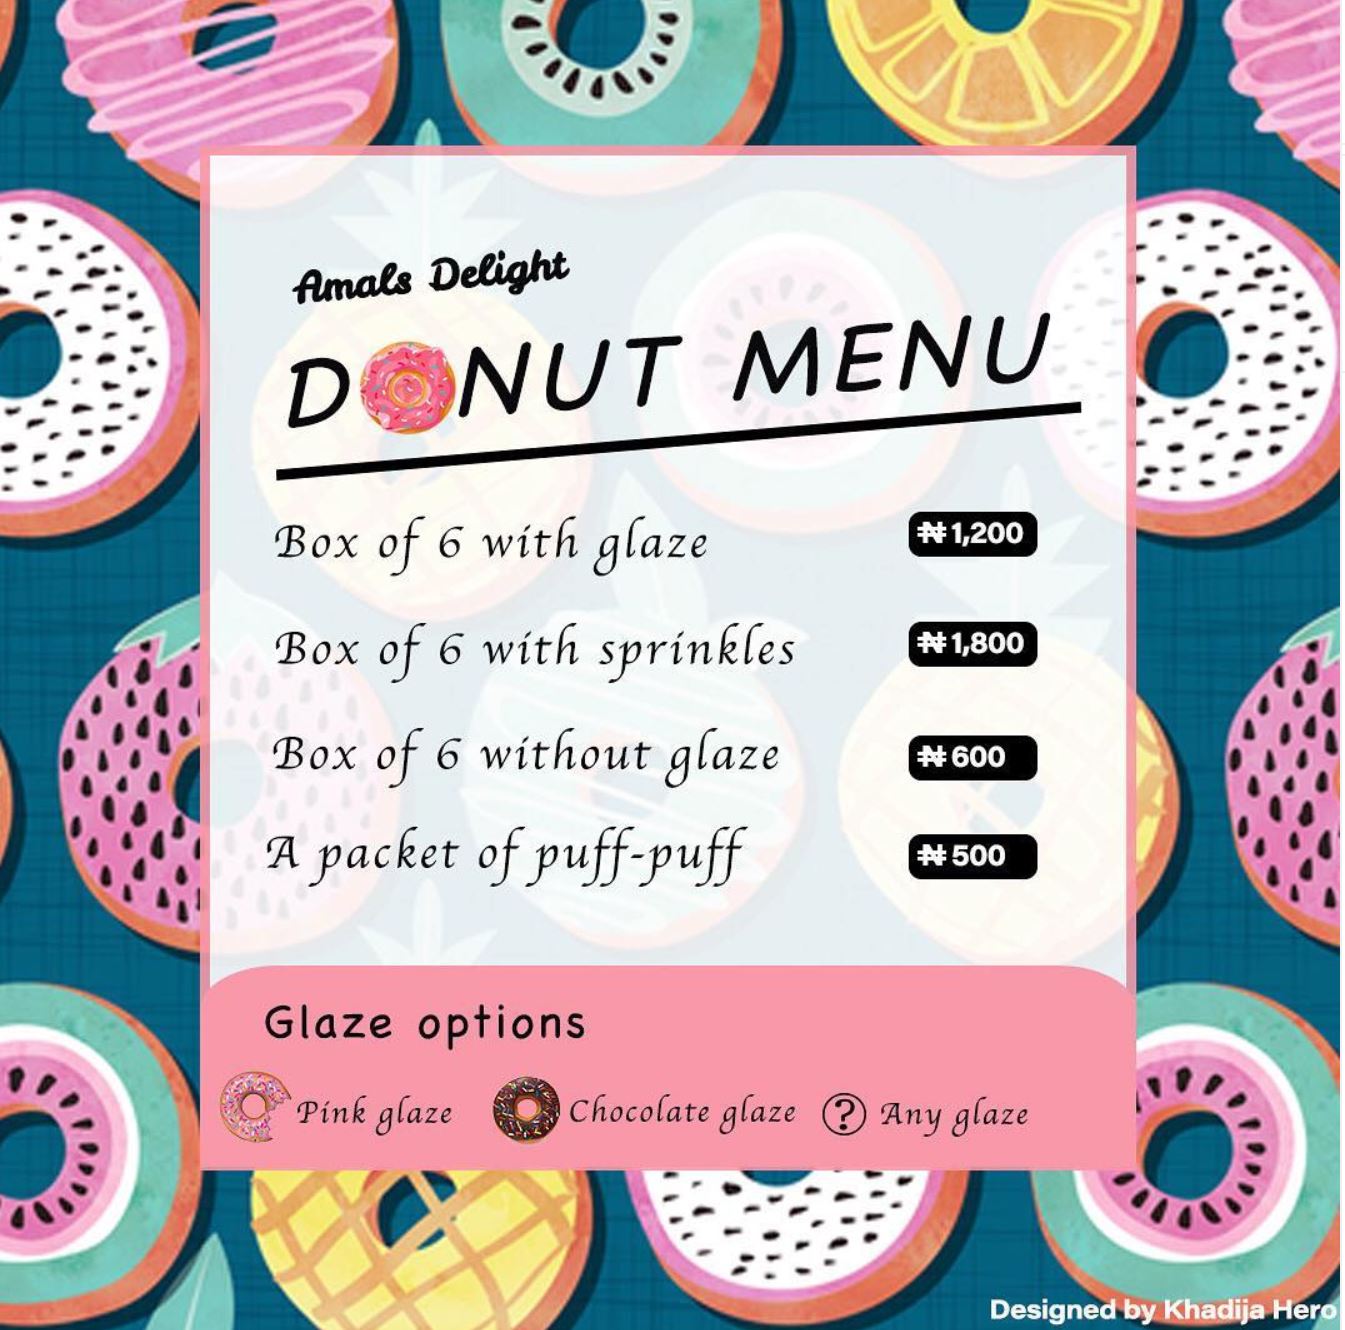 Amals Delight
DONUT MENU
Box of 6 with glaze ₦1,200
Box of 6 with sprinkles ₦1,800
Box of 6 without glaze ₦600
A packet of puff-puff ₦500
Glaze options
Pink glaze Chocolate glaze ? Any glaze
Designed by Khadija Hero